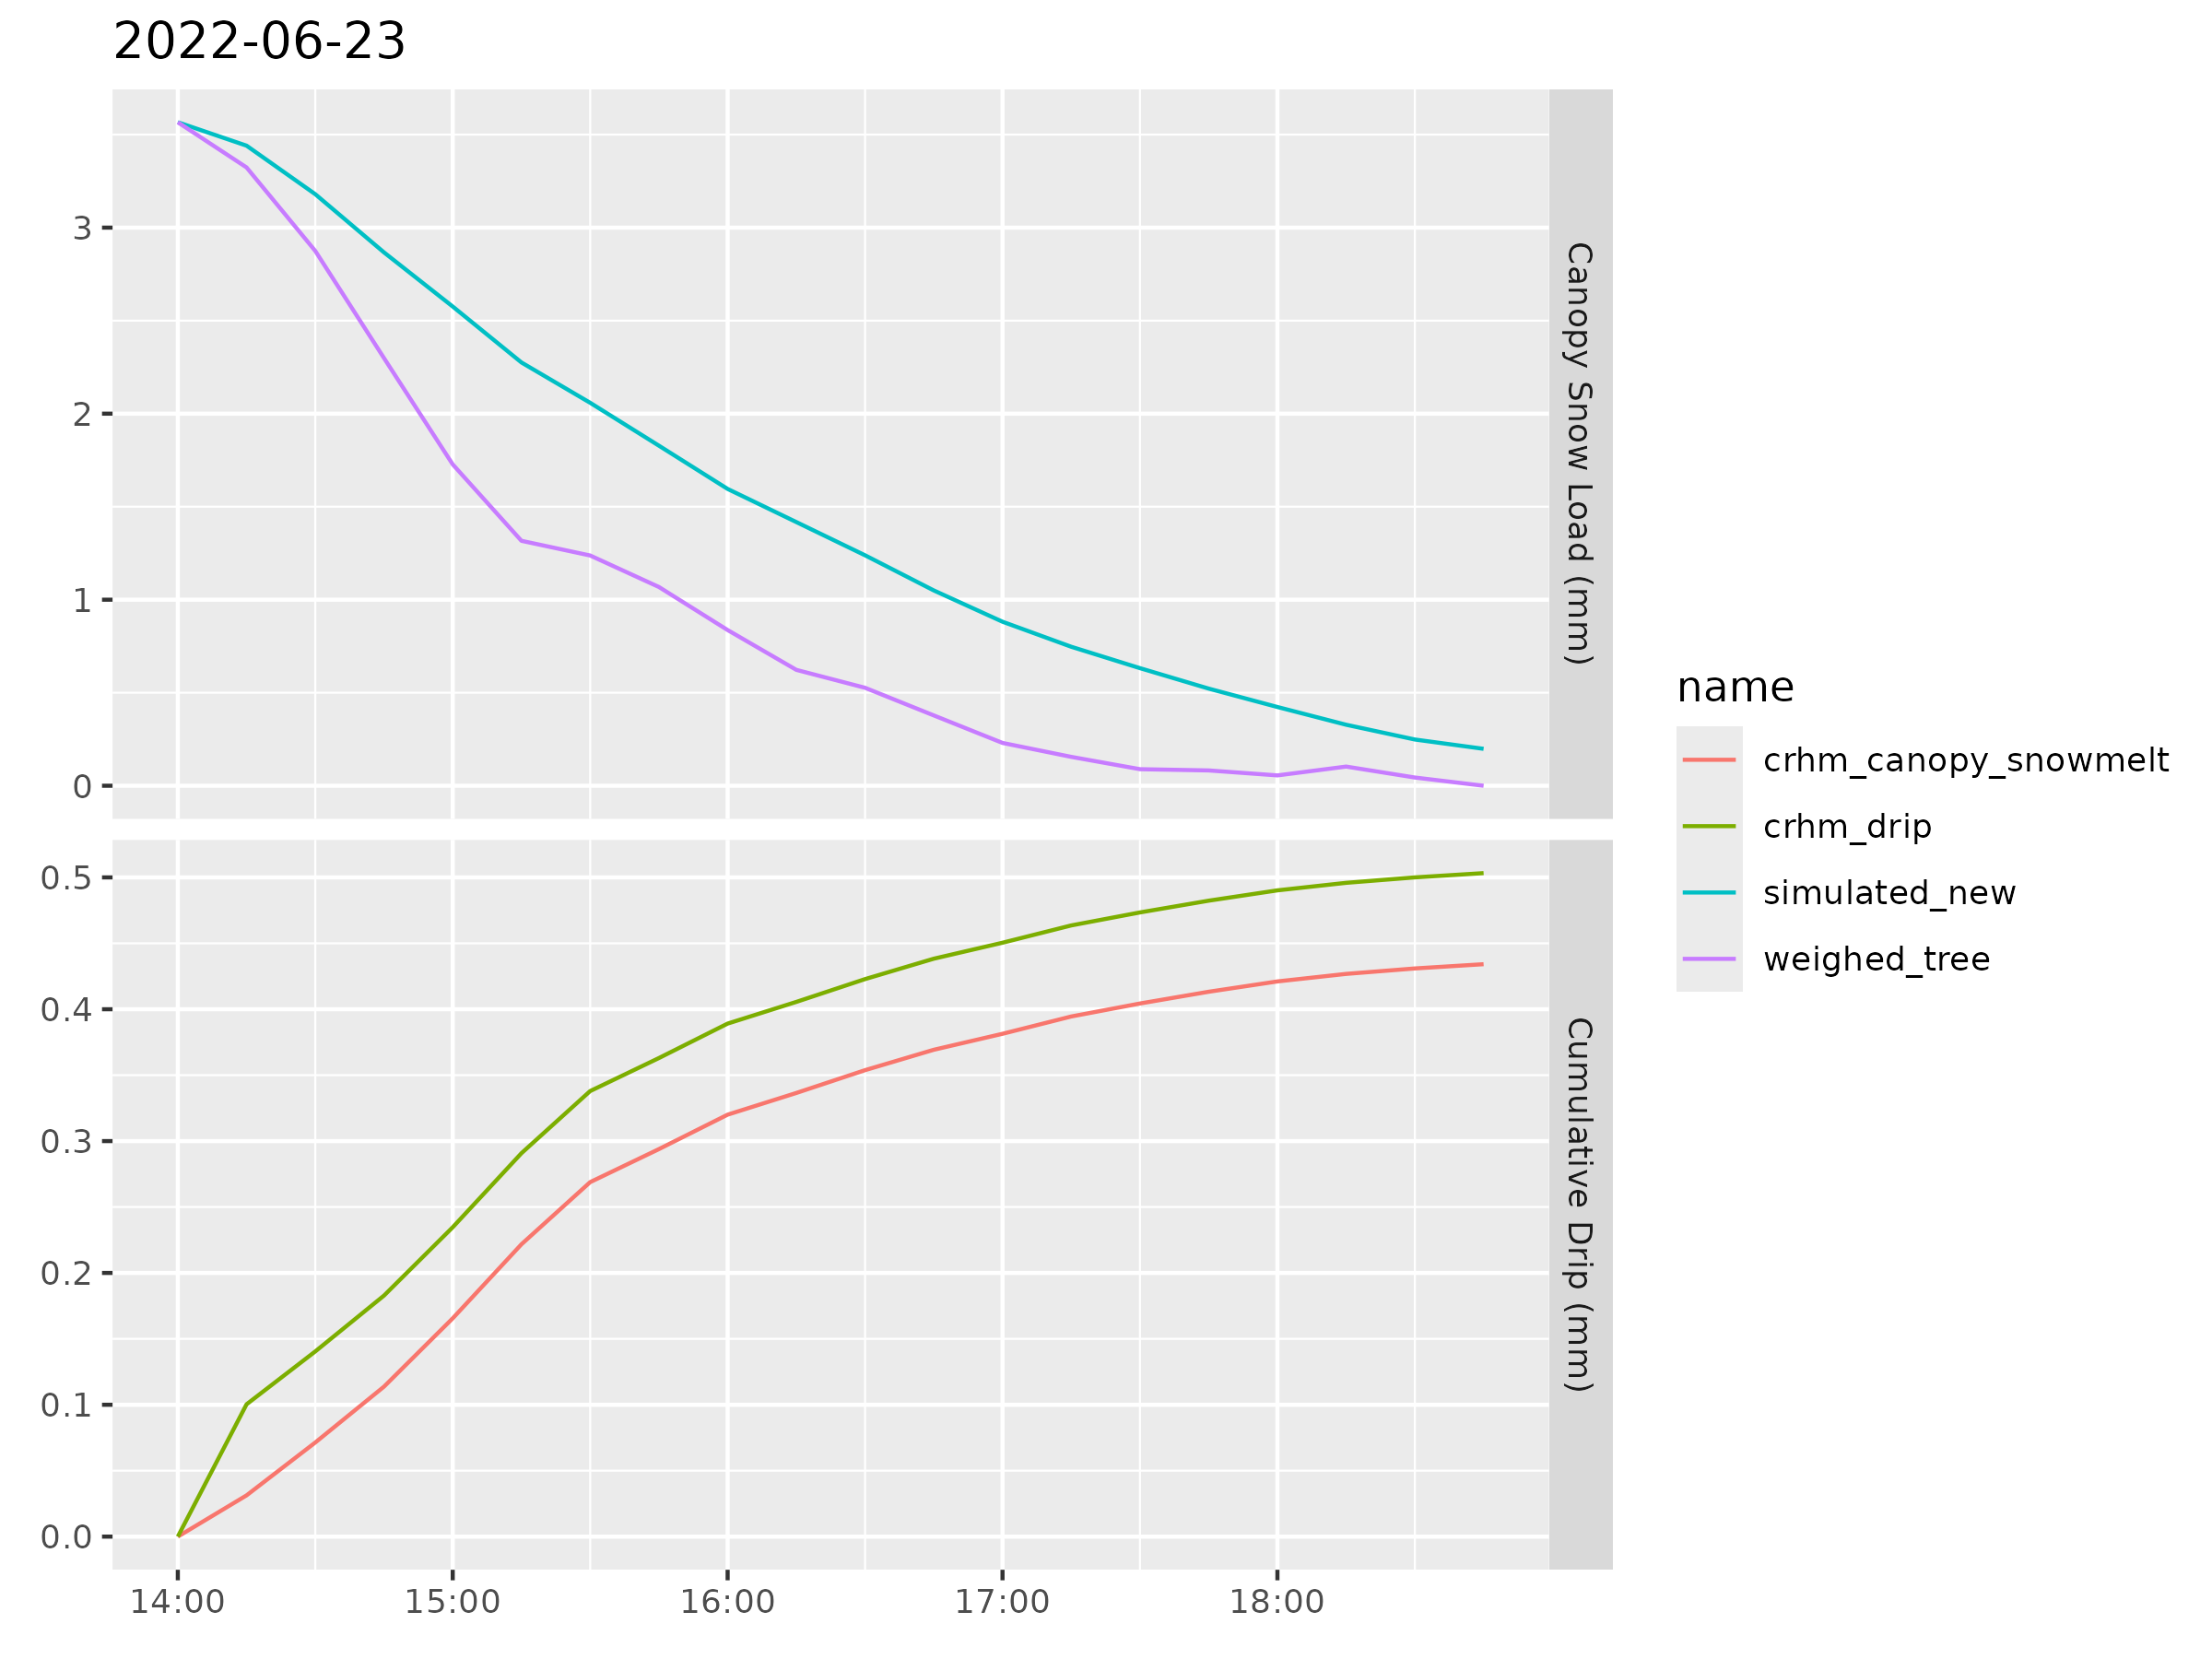 2022-06-23
3
2
1
0
Canopy Snow Load (mm)
0.5
0.4
0.3
0.2
0.1
0.0
Cumulative Drip (mm)
14:00 15:00 16:00 17:00 18:00
name
crhm_canopy_snowmelt
crhm_drip
simulated_new
weighed_tree